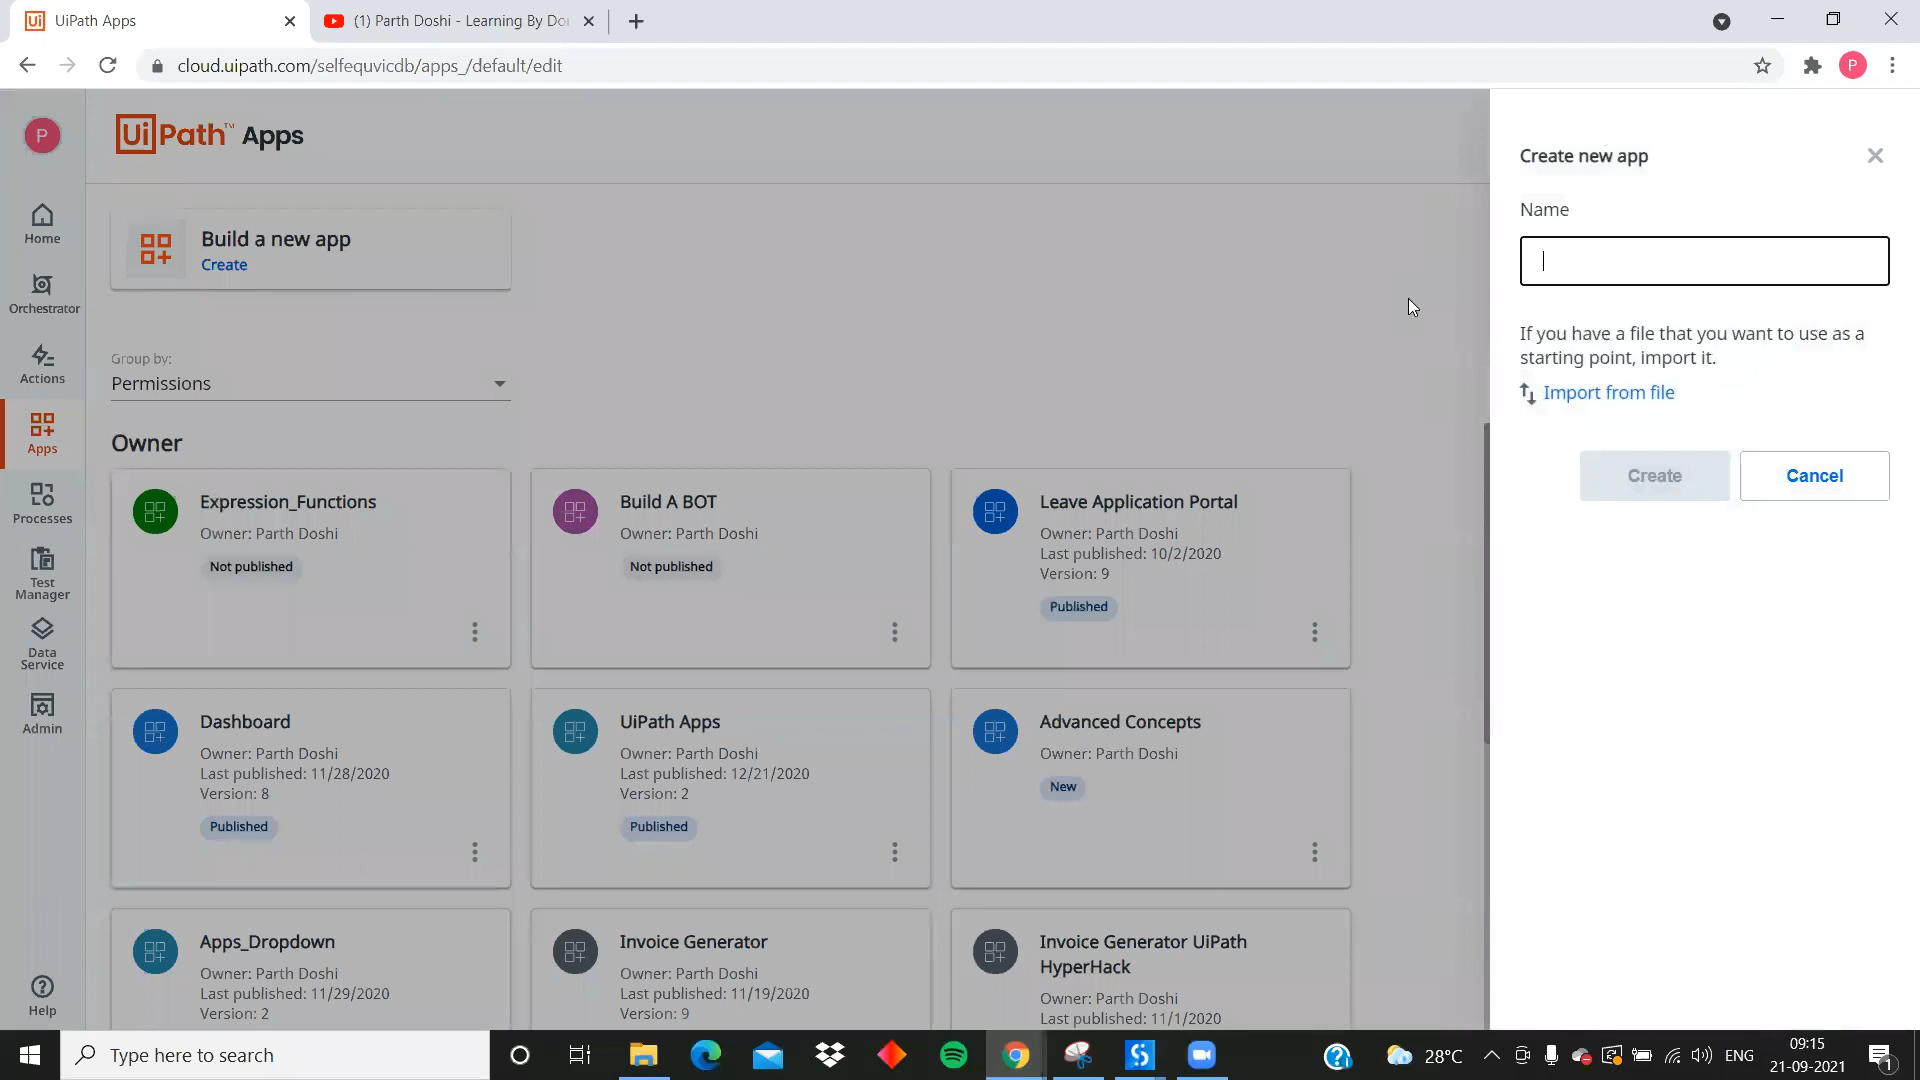 UiPath Apps
(1) Parth Doshi - Learning By Do
cloud.uipath.com/selfequvicdb/apps_/default/edit
P
P
UiPath™ Apps
Home
Orchestrator
Actions
Apps
Processes
Test
Manager
Data
Service
Admin
Help
Build a new app
Create
Group by:
Permissions
Owner
Expression_Functions
Owner: Parth Doshi
Not published
Build A BOT
Owner: Parth Doshi
Not published
Leave Application Portal
Owner: Parth Doshi
Last published: 10/2/2020
Version: 9
Published
Dashboard
Owner: Parth Doshi
Last published: 11/28/2020
Version: 8
Published
UiPath Apps
Owner: Parth Doshi
Last published: 12/21/2020
Version: 2
Published
Advanced Concepts
Owner: Parth Doshi
New
Apps_Dropdown
Owner: Parth Doshi
Last published: 11/29/2020
Version: 2
Invoice Generator
Owner: Parth Doshi
Last published: 11/19/2020
Version: 9
Invoice Generator UiPath
HyperHack
Owner: Parth Doshi
Last published: 11/1/2020
Create new app
Name
If you have a file that you want to use as a
starting point, import it.
Import from file
Create
Cancel
Type here to search
28°C
ENG
09:15
21-09-2021
1